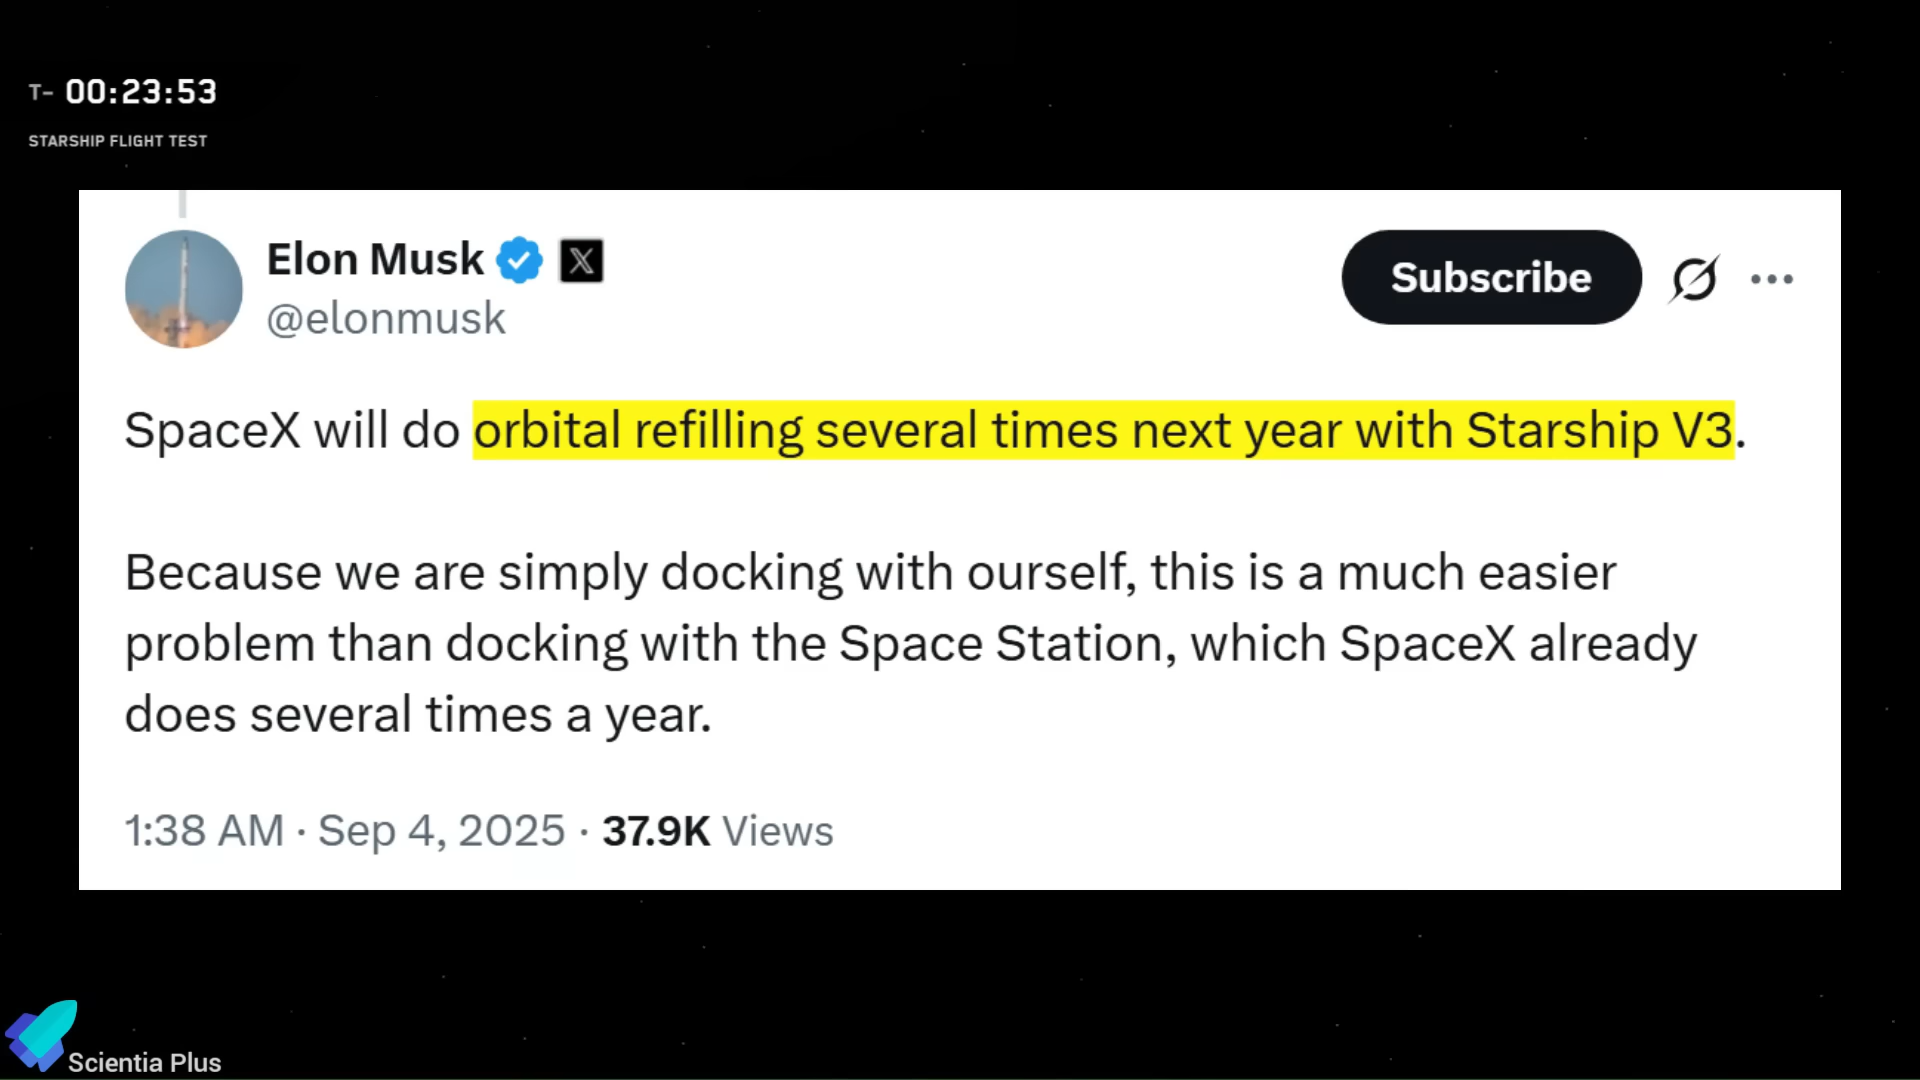 T- 00:23:53
STARSHIP FLIGHT TEST
Elon Musk
@elonmusk
Subscribe
SpaceX will do orbital refilling several times next year with Starship V3.
Because we are simply docking with ourself, this is a much easier
problem than docking with the Space Station, which SpaceX already
does several times a year.
1:38 AM · Sep 4, 2025 · 37.9K Views
Scientia Plus